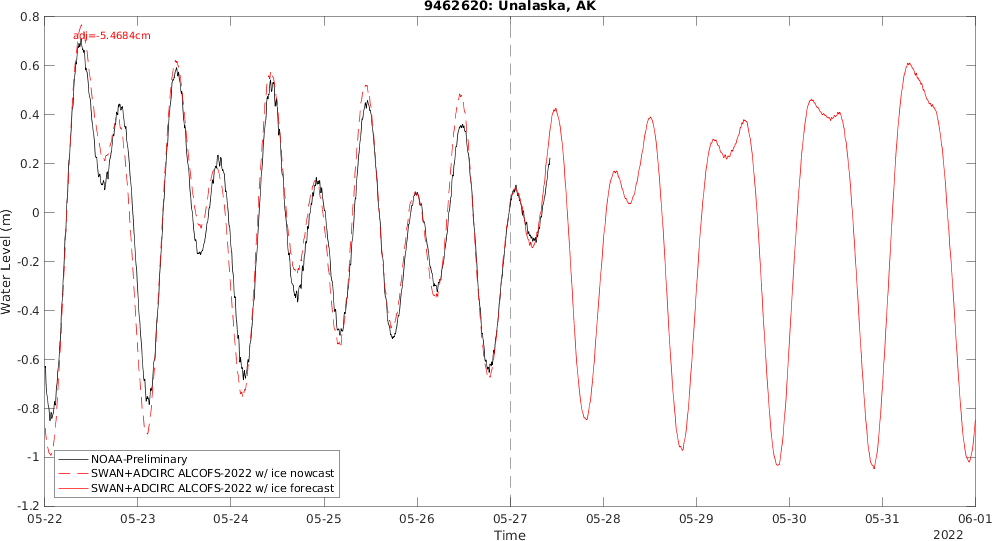 9462620: Unalaska, AK
adj=-5.4684cm
Water Level (m)
0.8
0.6
0.4
0.2
0
-0.2
-0.4
-0.6
-0.8
-1
-1.2
NOAA-Preliminary
SWAN+ADCIRC ALCOFS-2022 w/ ice nowcast
SWAN+ADCIRC ALCOFS-2022 w/ ice forecast
05-22 05-23 05-24 05-25 05-26 05-27 05-28 05-29 05-30 05-31 06-01
Time
2022